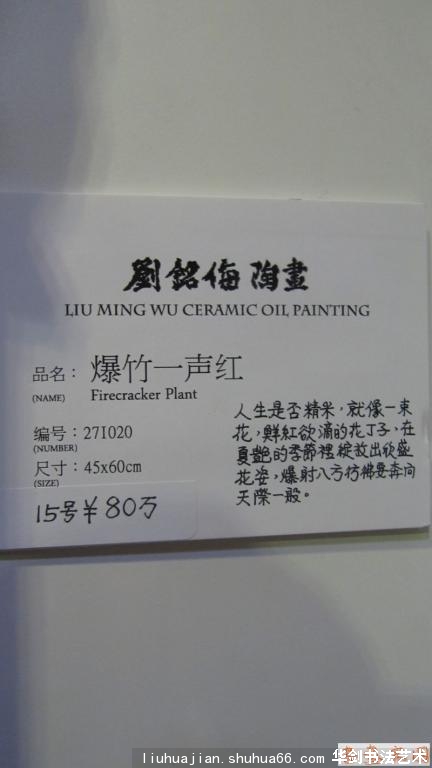 劉銘侮陶畫
LIU MING WU CERAMIC OIL PAINTING
品名： 爆竹一声红
(NAME) Firecracker Plant
编号：27I020
(NUMBER)
尺寸：45x60cm
(SIZE)
15号￥80万
人生是否精米，就像一束
花，鲜紅欲滴的花丁子，在
夏艷的季節裡綻放出欣盛
花姿，爆射八方彷彿要奔向
天際一般。
liuhuajian.shuhua66.com 华剑书法艺术